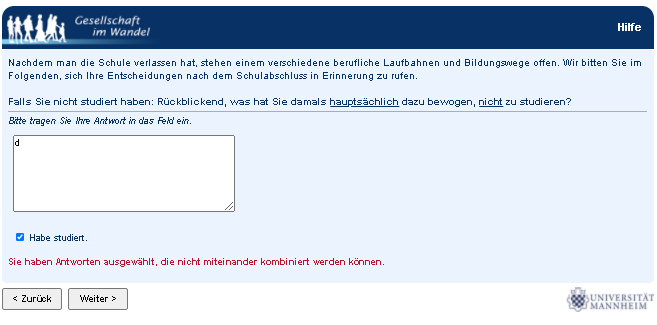 Gesellschaft
im Wandel
Hilfe
Nachdem man die Schule verlassen hat, stehen einem verschiedene berufliche Laufbahnen und Bildungswege offen. Wir bitten Sie im
Folgenden, sich Ihre Entscheidungen nach dem Schulabschluss in Erinnerung zu rufen.
Falls Sie nicht studiert haben: Rückblickend, was hat Sie damals hauptsächlich dazu bewogen, nicht zu studieren?
Bitte tragen Sie Ihre Antwort in das Feld ein.
d
Habe studiert.
Sie haben Antworten ausgewählt, die nicht miteinander kombiniert werden können.
< Zurück
Weiter >
UNIVERSITÄT
MANNHEIM